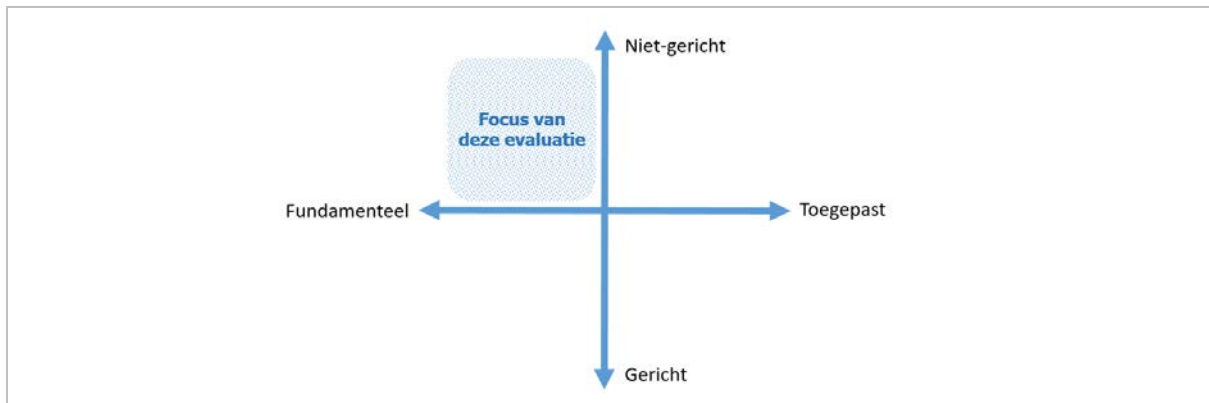 Niet-gericht
Focus van
deze evaluatie
Fundamenteel
Toegepast
Gericht